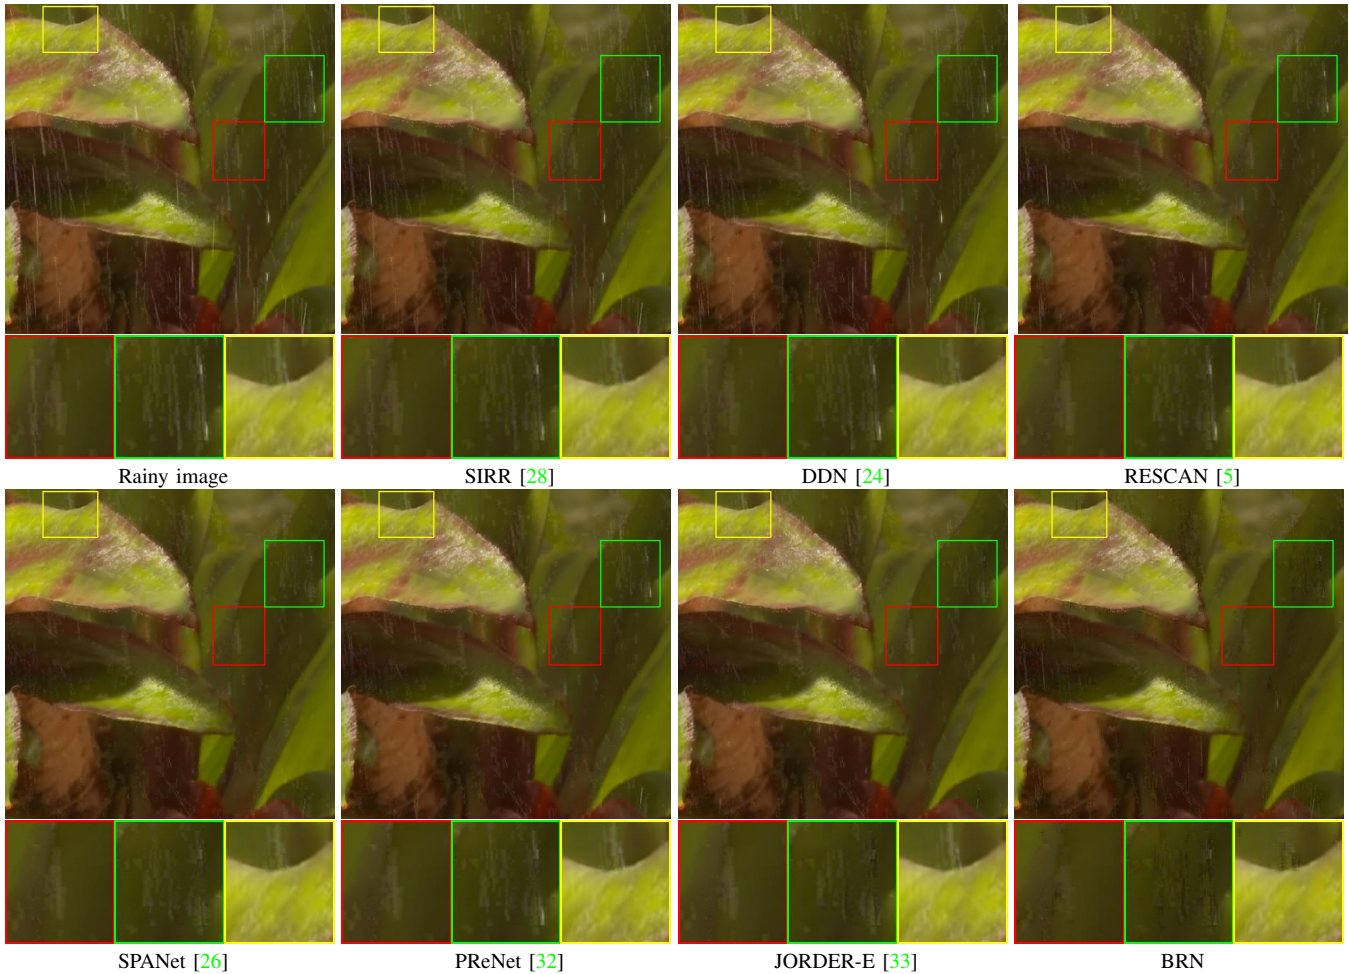 Rainy image
SIRR [28]
DDN [24]
RESCAN [5]
SPANet [26]
PReNet [32]
JORDER-E [33]
BRN